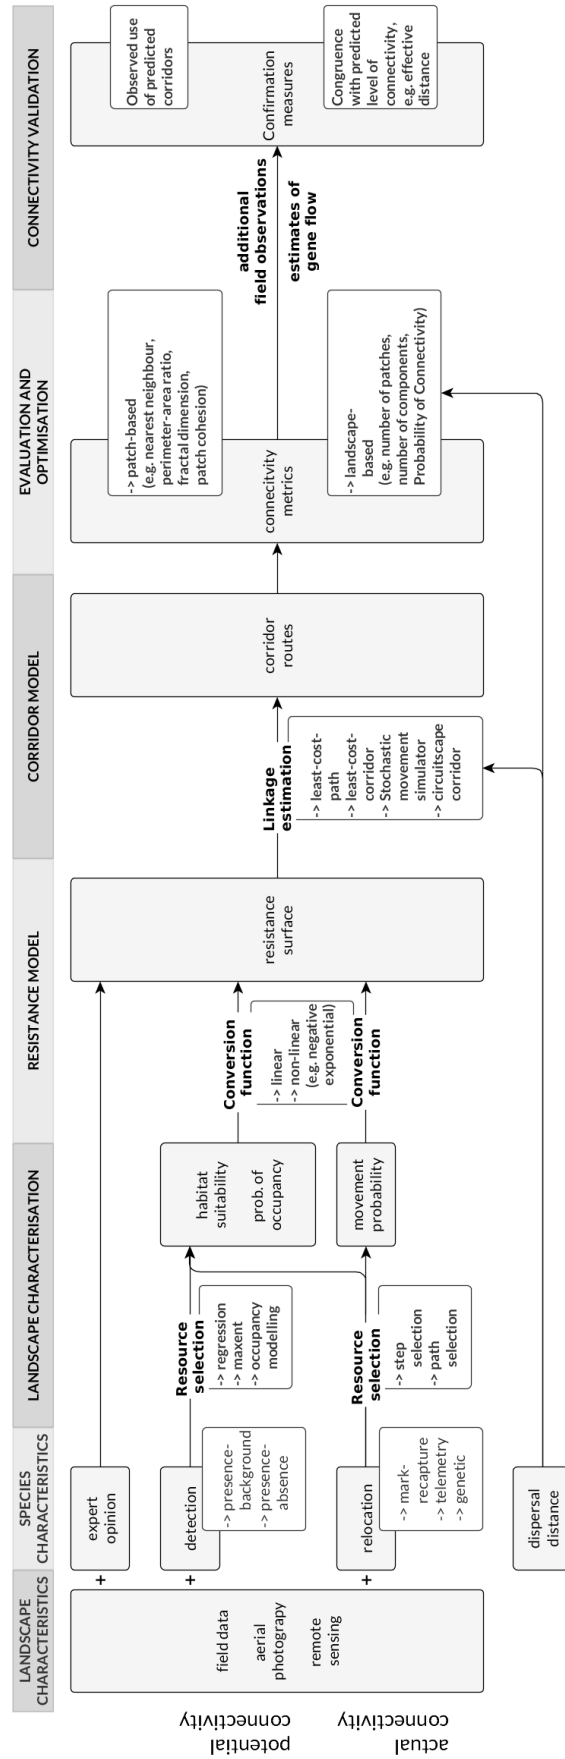 LANDSCAPE
CHARACTERISTICS
SPECIES
CHARACTERISTICS
LANDSCAPE CHARACTERISATION
RESISTANCE MODEL
CORRIDOR MODEL
EVALUATION AND
OPTIMISATION
CONNECTIVITY VALIDATION
potential
connectivity
actual
connectivity
field data
aerial
photograpy
remote
sensing
+
expert
opinion
+
detection
-> presence-
background
-> presence-
absence
+
relocation
-> mark-
recapture
-> telemetry
-> genetic
dispersal
distance
Resource
selection
-> regression
-> maxent
-> occupancy
modelling
Resource
selection
-> step
selection
-> path
selection
habitat
suitability
prob. of
occupancy
movement
probability
Conversion
function
-> linear
-> non-linear
(e.g. negative
exponential)
Conversion
function
resistance
surface
Linkage
estimation
-> least-cost-
path
-> least-cost-
corridor
-> Stochastic
movement
simulator
-> circuitscape
corridor
corridor
routes
connecitvity
metrics
-> patch-based
(e.g. nearest neighbour,
perimeter-area ratio,
fractal dimension,
patch cohesion)
-> landscape-
based
(e.g. number of patches,
number of components,
Probability of Connectivity)
additional
field observations
estimates of
gene flow
Confirmation
measures
Observed use
of predicted
corridors
Congruence
with predicted
level of
connectivity,
e.g. effective
distance